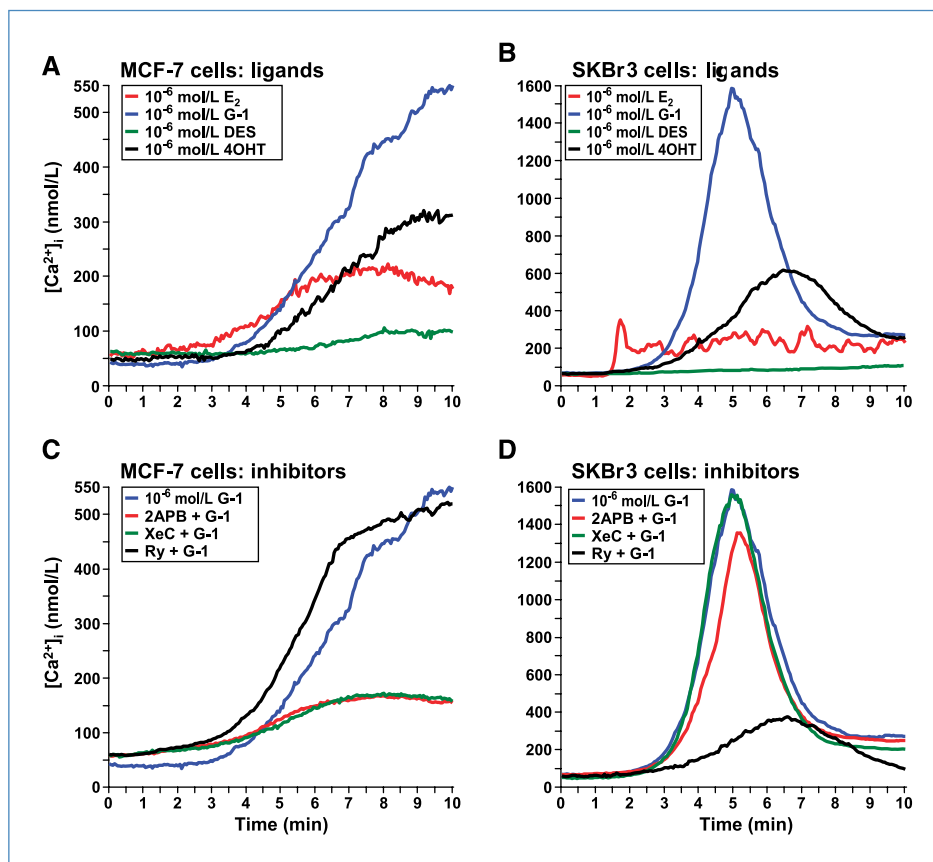 A
MCF-7 cells: ligands
10⁻⁶ mol/L E₂
10⁻⁶ mol/L G-1
10⁻⁶ mol/L DES
10⁻⁶ mol/L 4OHT
550
500
400
300
200
100
0
[Ca²⁺]ᵢ (nmol/L)
0 1 2 3 4 5 6 7 8 9 10
B
SKBr3 cells: ligands
10⁻⁶ mol/L E₂
10⁻⁶ mol/L G-1
10⁻⁶ mol/L DES
10⁻⁶ mol/L 4OHT
1600
1400
1200
1000
800
600
400
200
0
0 1 2 3 4 5 6 7 8 9 10
C
MCF-7 cells: inhibitors
10⁻⁶ mol/L G-1
2APB + G-1
XeC + G-1
Ry + G-1
550
500
400
300
200
100
0
[Ca²⁺]ᵢ (nmol/L)
0 1 2 3 4 5 6 7 8 9 10
Time (min)
D
SKBr3 cells: inhibitors
10⁻⁶ mol/L G-1
2APB + G-1
XeC + G-1
Ry + G-1
1600
1400
1200
1000
800
600
400
200
0
0 1 2 3 4 5 6 7 8 9 10
Time (min)